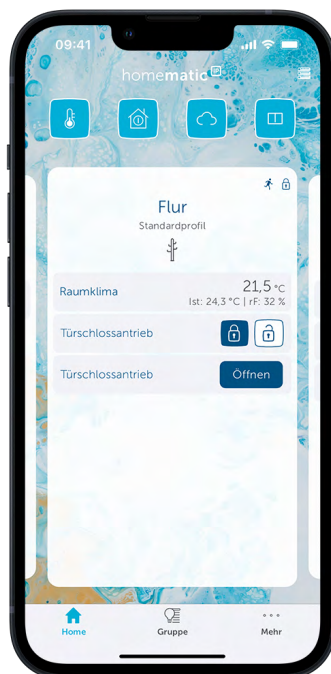 09:41
homematic IP
Flur
Standardprofil
Raumklima
21,5 °C
Ist: 24,3 °C | rF: 32 %
Türschlossantrieb
Türschlossantrieb
Öffnen
Home
Gruppe
Mehr